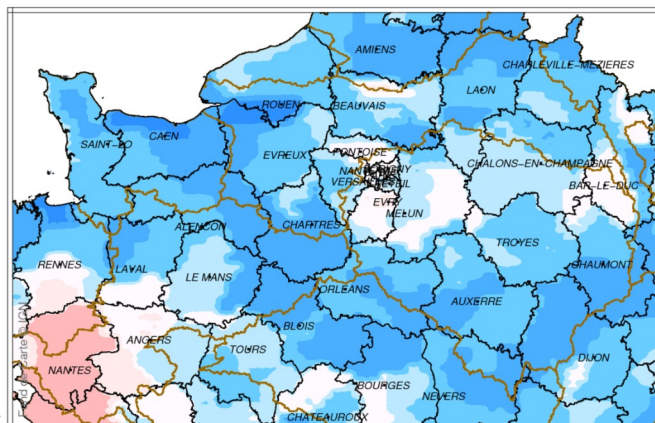 AMIENS
CHARLEVILLE-MEZIERES
LAON
ROUEN
BEAUVAIS
SAINT-LO
CAEN
EVREUX
PONTOISE
CHALONS-EN-CHAMPAGNE
BAR-LE-DUC
EVRY
MELUN
ALENCON
CHARTRES
TROYES
RENNES
LAVAL
LE MANS
CHAUMONT
ORLEANS
AUXERRE
BLOIS
ANGERS
TOURS
DIJON
NANTES
BOURGES
NEVERS
CHATEAUROUX